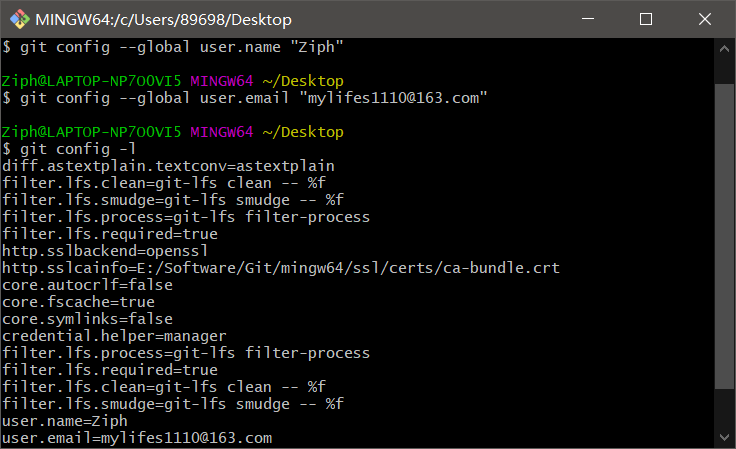 MINGW64:/c/Users/89698/Desktop
$ git config --global user.name "Ziph"
Ziph@LAPTOP-NP7OOVI5 MINGW64 ~/Desktop
$ git config --global user.email "mylifes1110@163.com"
Ziph@LAPTOP-NP7OOVI5 MINGW64 ~/Desktop
$ git config -l
diff.astextplain.textconv=astextplain
filter.lfs.clean=git-lfs clean -- %f
filter.lfs.smudge=git-lfs smudge -- %f
filter.lfs.process=git-lfs filter-process
filter.lfs.required=true
http.sslbackend=openssl
http.sslcainfo=E:/Software/Git/mingw64/ssl/certs/ca-bundle.crt
core.autocrlf=false
core.fscache=true
core.symlinks=false
credential.helper=manager
filter.lfs.process=git-lfs filter-process
filter.lfs.required=true
filter.lfs.clean=git-lfs clean -- %f
filter.lfs.smudge=git-lfs smudge -- %f
user.name=Ziph
user.email=mylifes1110@163.com